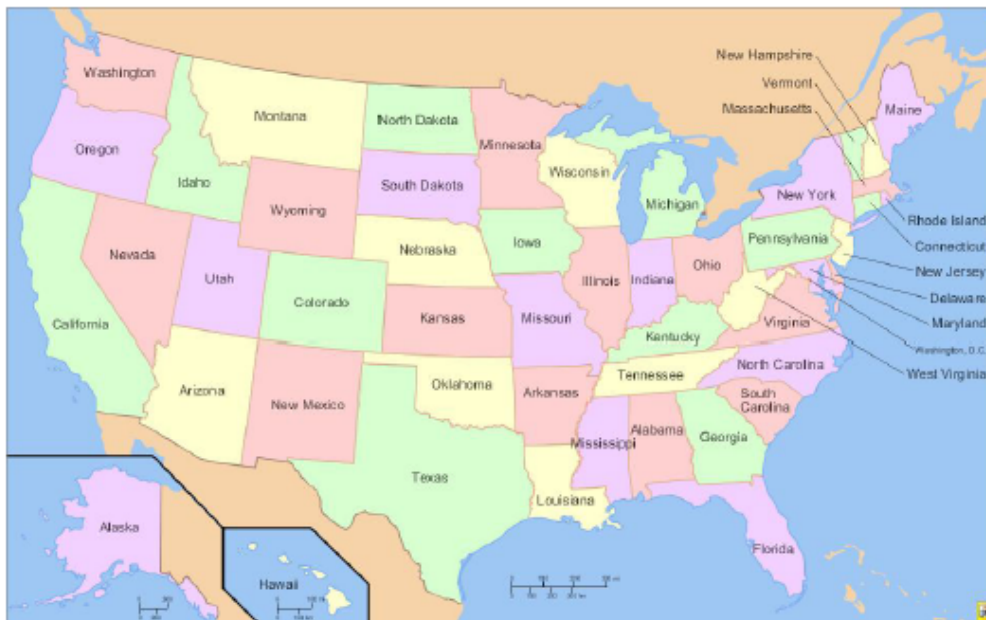 New Hampshire
Vermont
Massachusetts
Washington
Montana
North Dakota
Minnesota
Maine
Oregon
Idaho
Wisconsin
South Dakota
Michigan
New York
Wyoming
Rhode Island
Nebraska
Iowa
Pennsylvania
Connecticut
Nevada
Utah
Illinois
Indiana
Ohio
New Jersey
Colorado
Delaware
California
Kansas
Missouri
Virginia
Maryland
Kentucky
Washington, D.C.
North Carolina
West Virginia
Arizona
Oklahoma
Tennessee
New Mexico
Arkansas
South
Carolina
Mississippi
Alabama
Georgia
Texas
Louisiana
Alaska
Florida
Hawaii